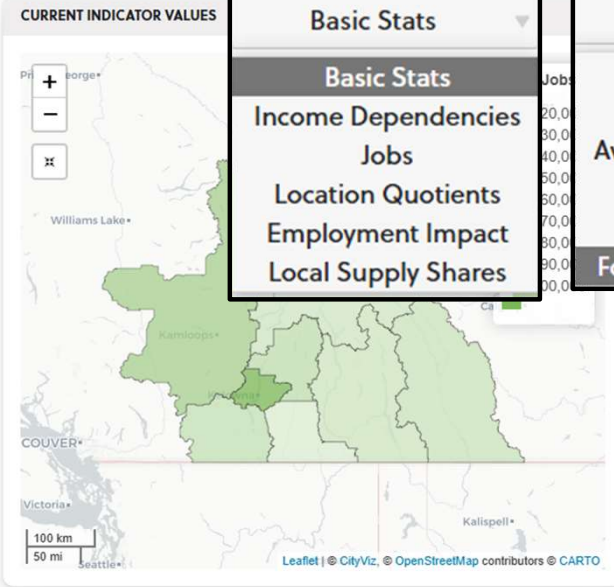 CURRENT INDICATOR VALUES
Basic Stats
Basic Stats
Income Dependencies
Jobs
Location Quotients
Employment Impact
Local Supply Shares
Jobs
+
−
Williams Lake
Kamloops
COUVER
Victoria
Kalispell
100 km
50 mi
Seattle
Leaflet | © CityViz, © OpenStreetMap contributors © CARTO